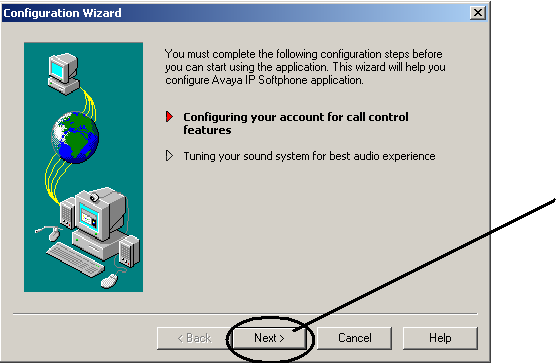 Configuration Wizard
You must complete the following configuration steps before
you can start using the application. This wizard will help you
configure Avaya IP Softphone application.
Configuring your account for call control
features
Tuning your sound system for best audio experience
< Back
Next >
Cancel
Help